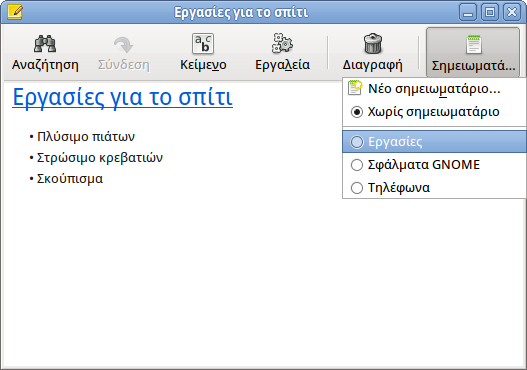 Εργασίες για το σπίτι
Αναζήτηση Σύνδεση Κείμενο Εργαλεία Διαγραφή Σημειωματά...
Εργασίες για το σπίτι
• Πλύσιμο πιάτων
• Στρώσιμο κρεβατιών
• Σκούπισμα
Νέο σημειωματάριο...
Χωρίς σημειωματάριο
Εργασίες
Σφάλματα GNOME
Τηλέφωνα